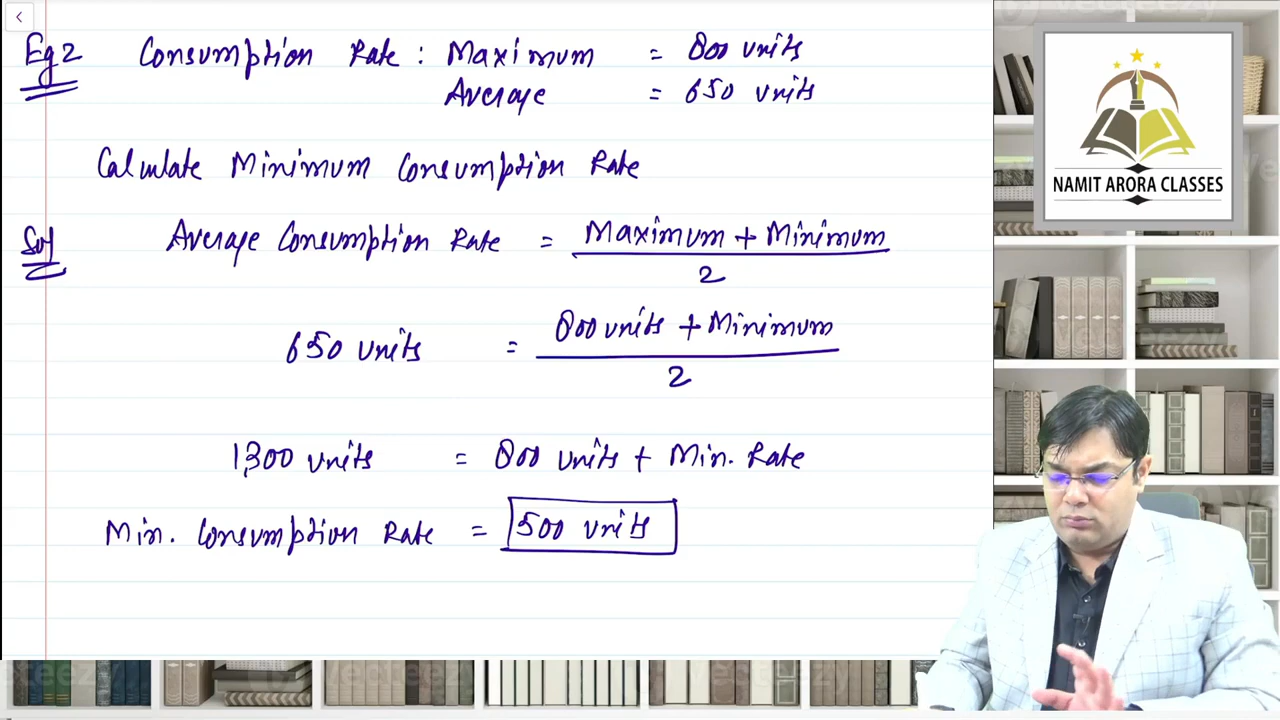 Eg 2 Consumption Rate : Maximum = 800 units
Average = 650 units
Calculate Minimum Consumption Rate
Sol Average Consumption Rate = Maximum + Minimum
2
650 units = 800 units + Minimum
2
1,300 units = 800 units + Min. Rate
Min. Consumption Rate = 500 units
NAMIT ARORA CLASSES